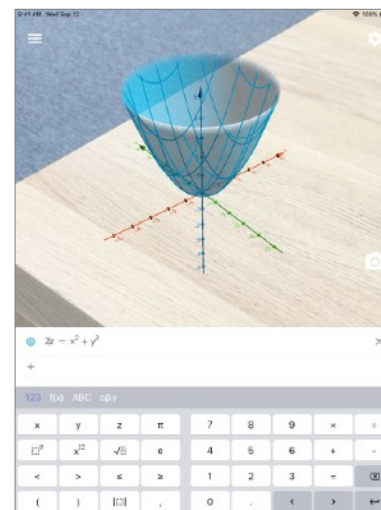 9:41 AM Wed Sep 12 100%
2z = x² + y²
+
123 f(x) ABC αβγ
x y z π 7 8 9 × ÷
√ e 4 5 6 + -
< > ≤ ≥ 1 2 3 =
( ) , 0 . < >